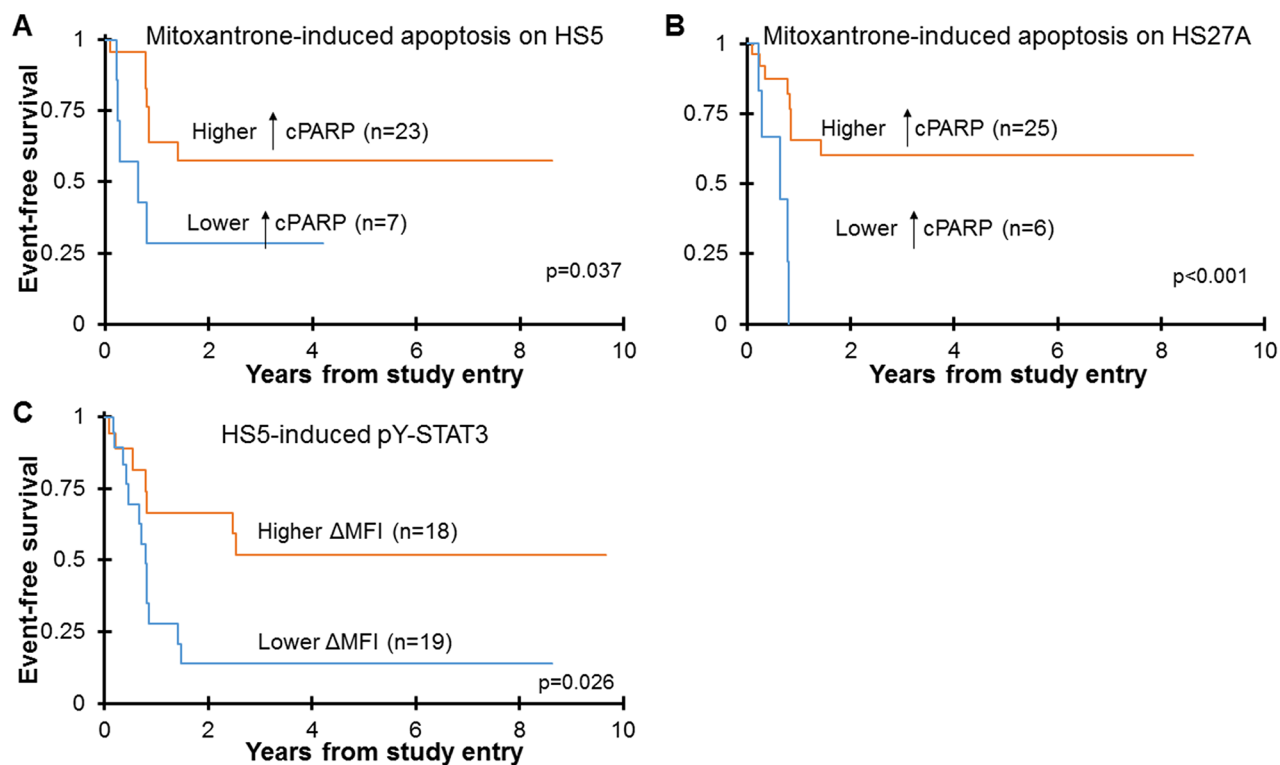 A
Mitoxantrone-induced apoptosis on HS5
Event-free survival
1
0.75
0.5
0.25
0
Higher ↑ cPARP (n=23)
Lower ↑ cPARP (n=7)
p=0.037
0 2 4 6 8 10
Years from study entry
B
Mitoxantrone-induced apoptosis on HS27A
1
0.75
0.5
0.25
0
Higher ↑ cPARP (n=25)
Lower ↑ cPARP (n=6)
p<0.001
0 2 4 6 8 10
Years from study entry
C
HS5-induced pY-STAT3
Event-free survival
1
0.75
0.5
0.25
0
Higher ΔMFI (n=18)
Lower ΔMFI (n=19)
p=0.026
0 2 4 6 8 10
Years from study entry